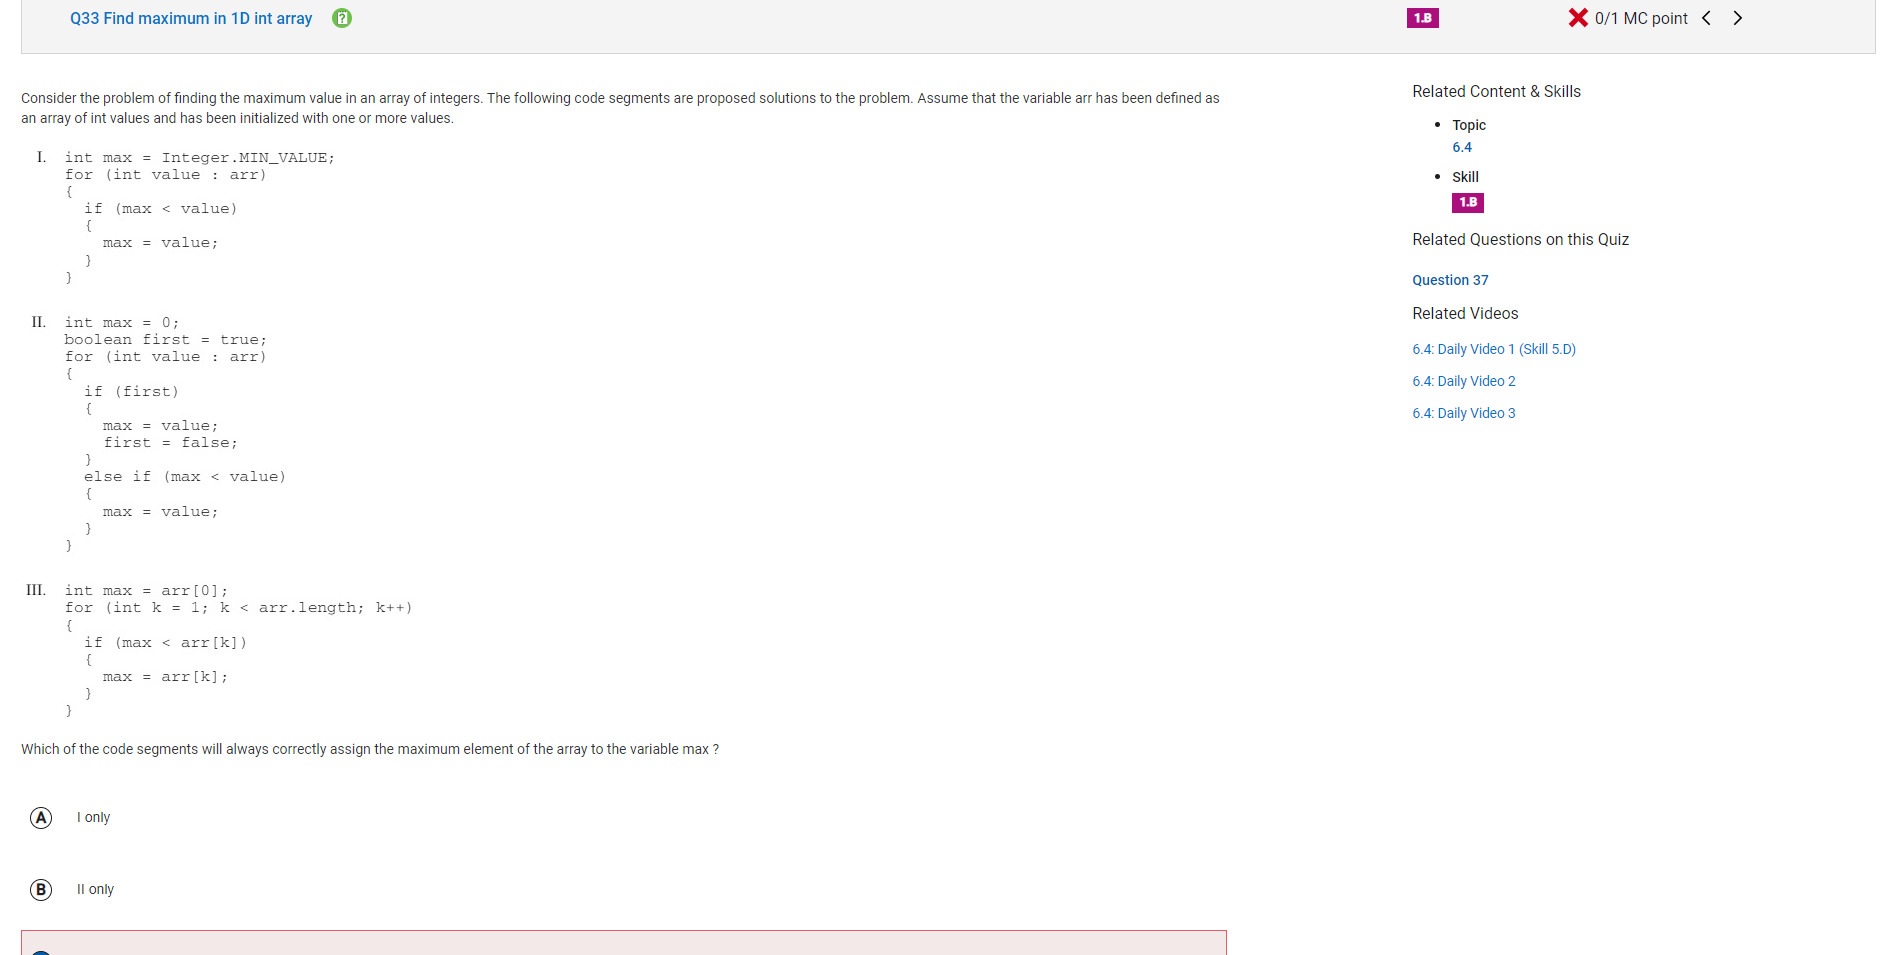 Q33 Find maximum in 1D int array
1.B
0/1 MC point
Consider the problem of finding the maximum value in an array of integers. The following code segments are proposed solutions to the problem. Assume that the variable arr has been defined as
an array of int values and has been initialized with one or more values.
I. int max = Integer.MIN_VALUE;
for (int value : arr)
{
if (max < value)
{
max = value;
}
}
II. int max = 0;
boolean first = true;
for (int value : arr)
{
if (first)
{
max = value;
first = false;
}
else if (max < value)
{
max = value;
}
}
III. int max = arr[0];
for (int k = 1; k < arr.length; k++)
{
if (max < arr[k])
{
max = arr[k];
}
}
Which of the code segments will always correctly assign the maximum element of the array to the variable max ?
A I only
B II only
Related Content & Skills
• Topic
6.4
• Skill
1.B
Related Questions on this Quiz
Question 37
Related Videos
6.4: Daily Video 1 (Skill 5.D)
6.4: Daily Video 2
6.4: Daily Video 3